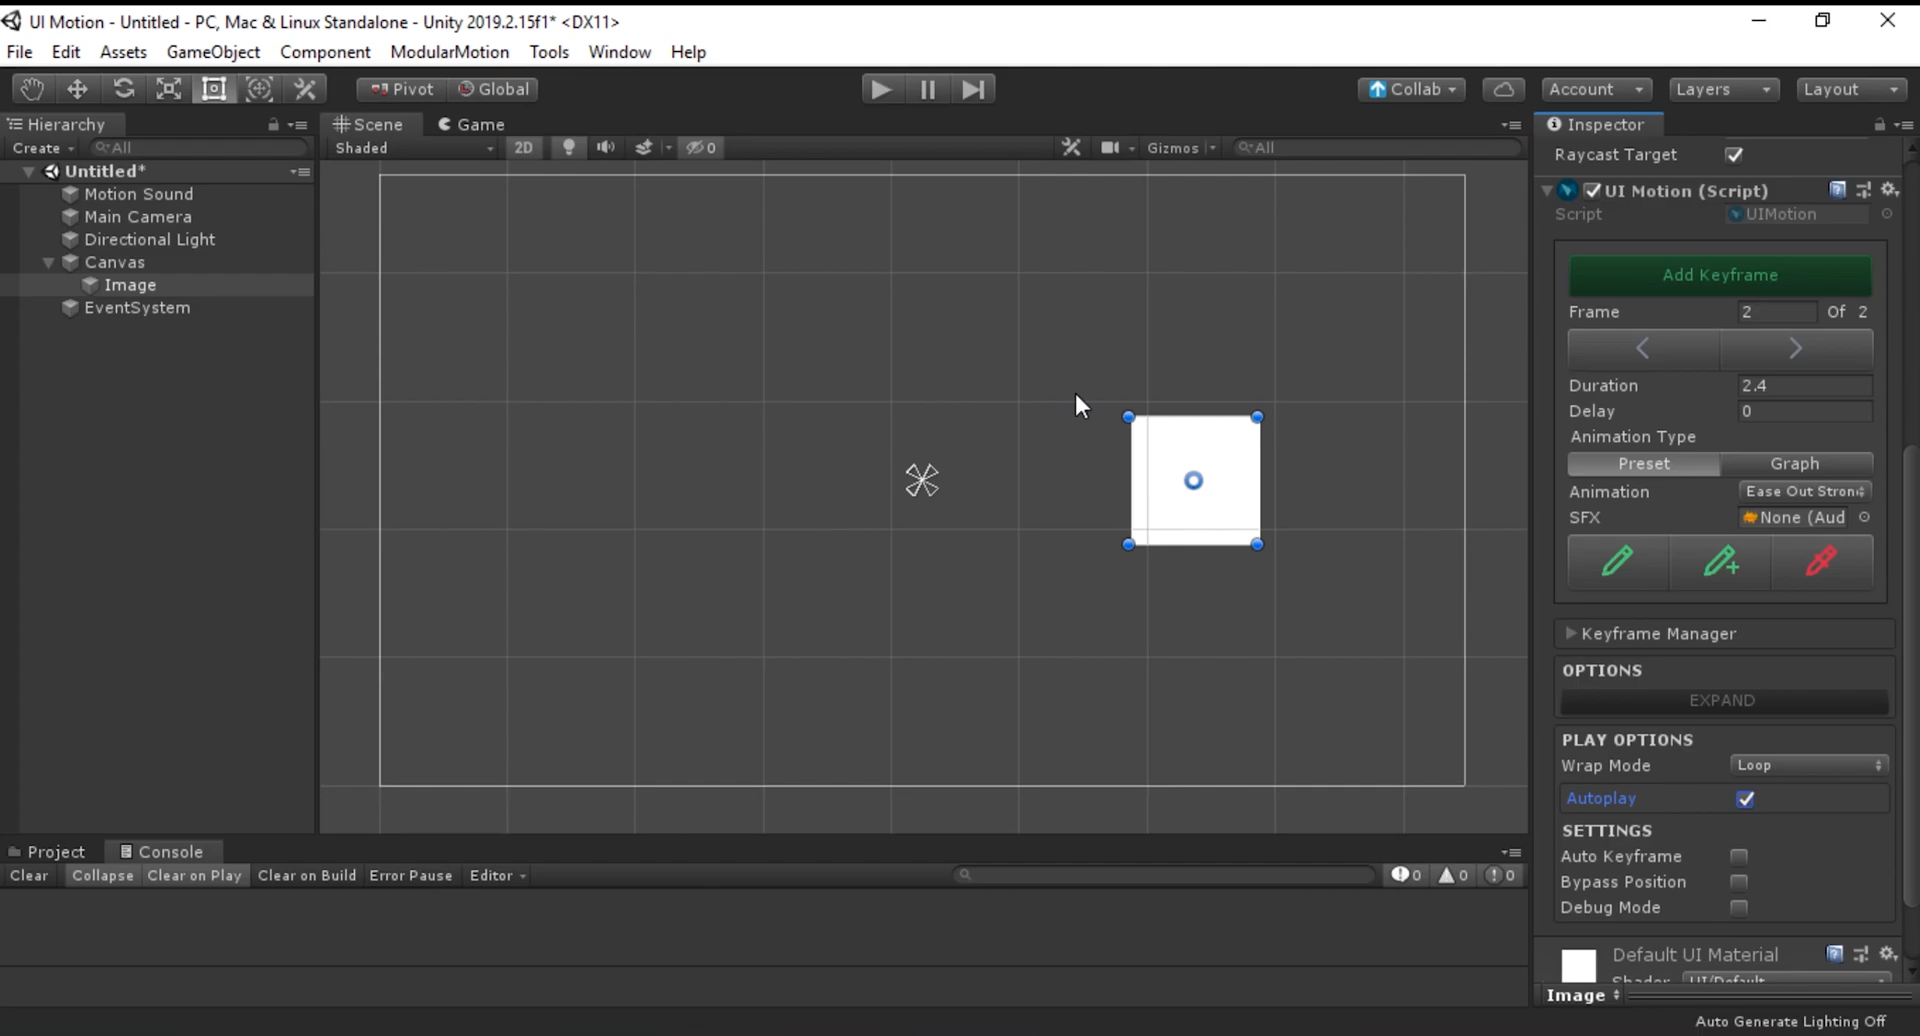 UI Motion - Untitled - PC, Mac & Linux Standalone - Unity 2019.2.15f1* <DX11>
File Edit Assets GameObject Component ModularMotion Tools Window Help
Pivot Global Collab Account Layers Layout
Hierarchy
Create All
Untitled*
Motion Sound
Main Camera
Directional Light
Canvas
Image
EventSystem
Scene Game
Shaded 2D 0 Gizmos All
Inspector
Raycast Target
UI Motion (Script)
Script UIMotion
Add Keyframe
Frame 2 Of 2
Duration 2.4
Delay 0
Animation Type
Preset Graph
Animation Ease Out Stron
SFX None (Aud
Keyframe Manager
OPTIONS
EXPAND
PLAY OPTIONS
Wrap Mode Loop
Autoplay
SETTINGS
Auto Keyframe
Bypass Position
Debug Mode
Default UI Material
Shader UI/Default
Image
Project Console
Clear Collapse Clear on Play Clear on Build Error Pause Editor 0 0 0
Auto Generate Lighting Off